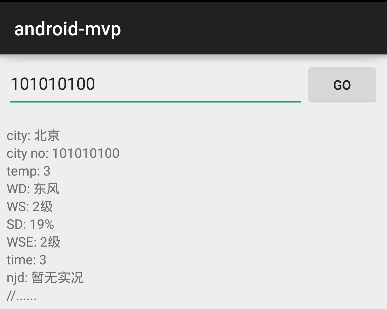 android-mvp
101010100
GO
city: 北京
city no: 101010100
temp: 3
WD: 东风
WS: 2级
SD: 19%
WSE: 2级
time: 3
njd: 暂无实况
//......